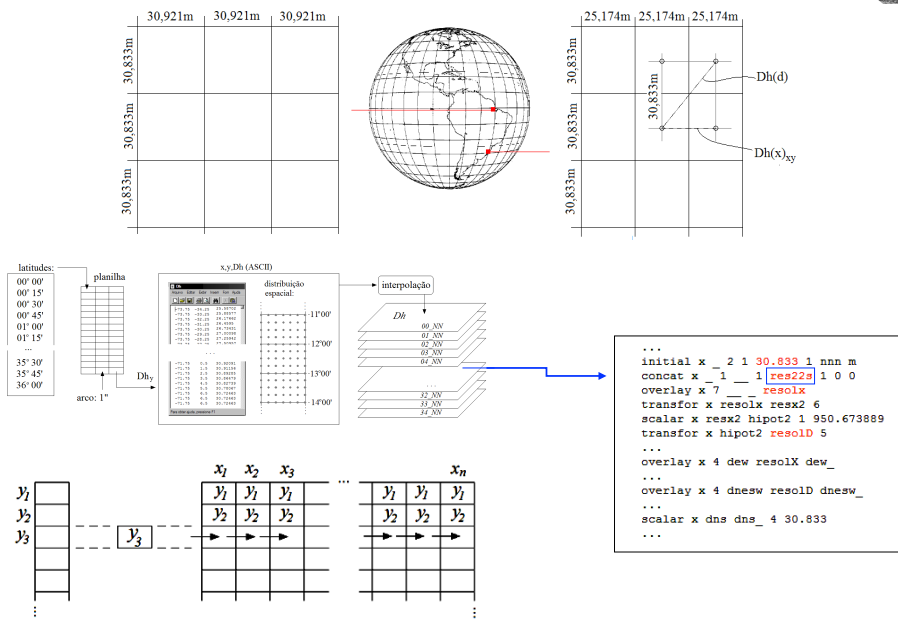 30,921m 30,921m 30,921m
30,833m
30,833m
30,833m
25,174m 25,174m 25,174m
30,833m
30,833m
30,833m
30,833m
Dh(d)
Dh(x)xy
latitudes:
00° 00'
00° 15'
00° 30'
00° 45'
01° 00'
01° 15'
...
35° 30'
35° 45'
36° 00'
planilha
arco: 1"
Dhy
x,y,Dh (ASCII)
Dh
...
distribuição
espacial:
11°00'
12°00'
13°00'
14°00'
interpolação
Dh
00_NN
01_NN
02_NN
03_NN
04_NN
...
32_NN
33_NN
34_NN
...
initial x _ 2 1 30.833 1 nnn m
concat x _ 1 __ 1 res22s 1 0 0
overlay x 7 __ _ resolx
transfor x resolx resx2 6
scalar x resx2 hipot2 1 950.673889
transfor x hipot2 resolD 5
...
overlay x 4 dew resolX dew_
...
overlay x 4 dnesw resolD dnesw_
...
scalar x dns dns_ 4 30.833
...
x1 x2 x3 ... xn
y1 y1 y1 y1 y1 y1 y1
y2 y2 y2 y2 y2 y2 y2
y3 y3
⋮ ⋮